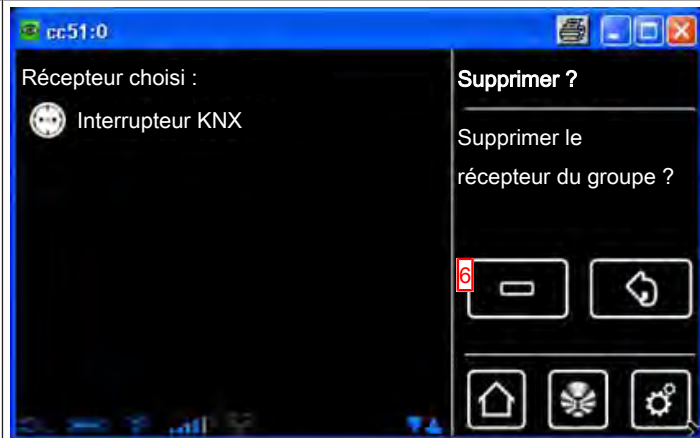 cc51:0
Récepteur choisi :
Interrupteur KNX
Supprimer ?
Supprimer le
récepteur du groupe ?
6